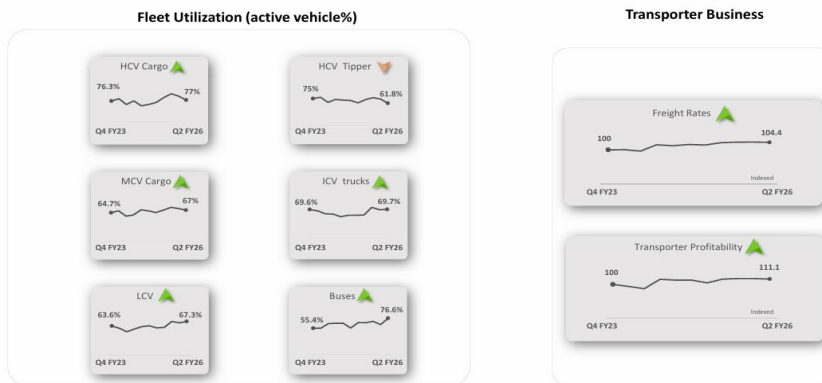 Fleet Utilization (active vehicle%)
HCV Cargo
76.3%
77%
Q4 FY23
Q2 FY26
HCV Tipper
75%
61.8%
Q4 FY23
Q2 FY26
MCV Cargo
64.7%
67%
Q4 FY23
Q2 FY26
ICV trucks
69.6%
69.7%
Q4 FY23
Q2 FY26
LCV
63.6%
67.3%
Q4 FY23
Q2 FY26
Buses
55.4%
76.6%
Q4 FY23
Q2 FY26
Transporter Business
Freight Rates
100
104.4
Indexed
Q4 FY23
Q2 FY26
Transporter Profitability
100
111.1
Indexed
Q4 FY23
Q2 FY26